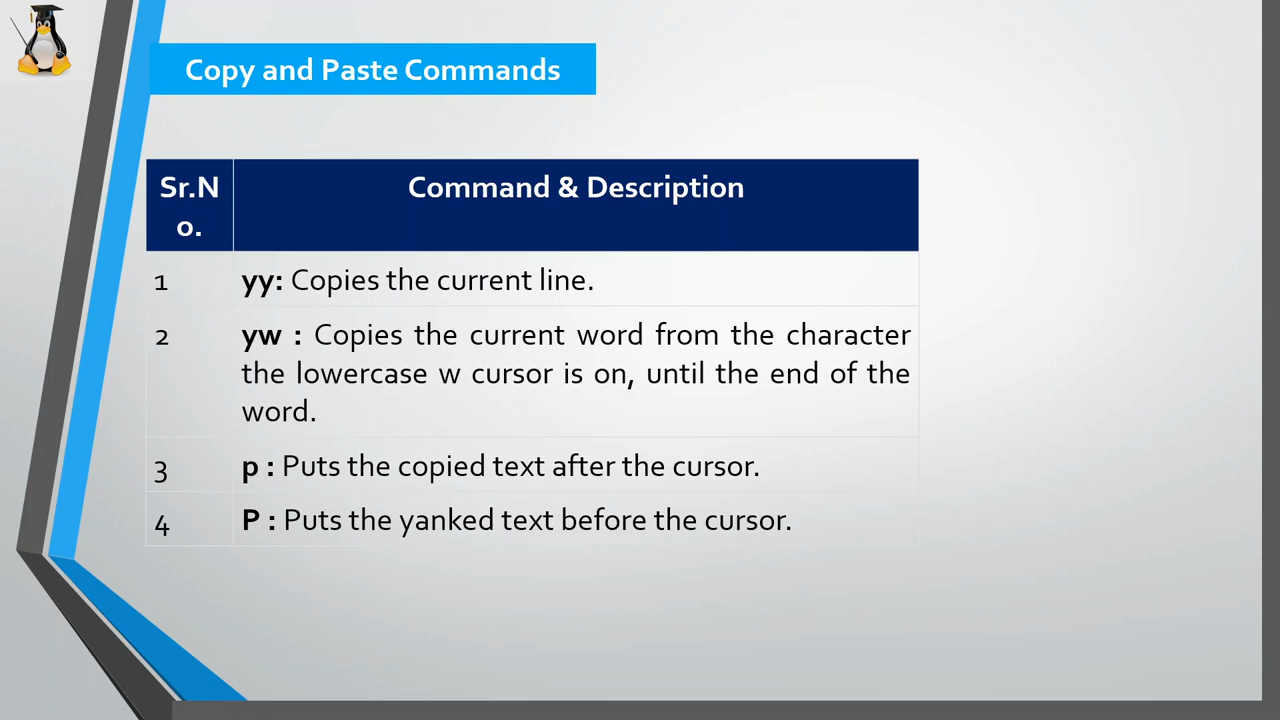 Copy and Paste Commands
Sr.N
o.
Command & Description
1
yy: Copies the current line.
2
yw : Copies the current word from the character
the lowercase w cursor is on, until the end of the
word.
3
p : Puts the copied text after the cursor.
4
P : Puts the yanked text before the cursor.